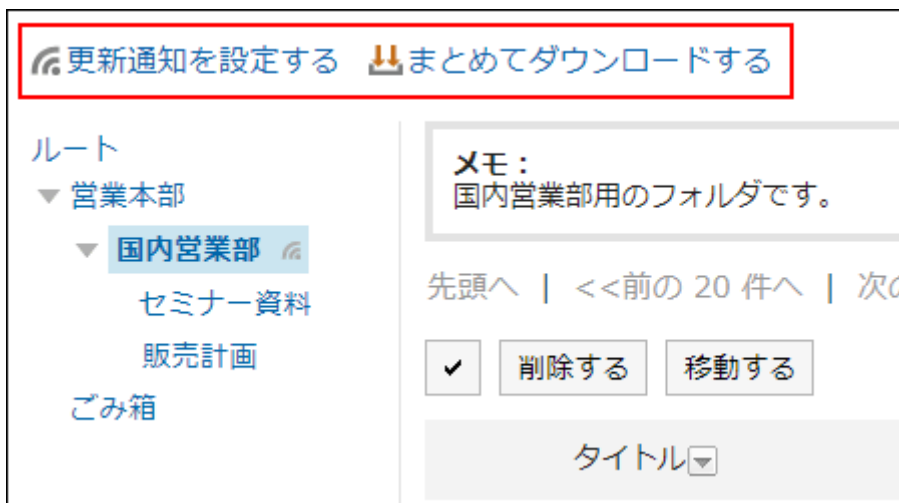 更新通知を設定する まとめてダウンロードする
ルート
営業本部
国内営業部
セミナー資料
販売計画
ごみ箱
メモ：
国内営業部用のフォルダです。
先頭へ | <<前の 20 件へ | 次の
削除する 移動する
タイトル